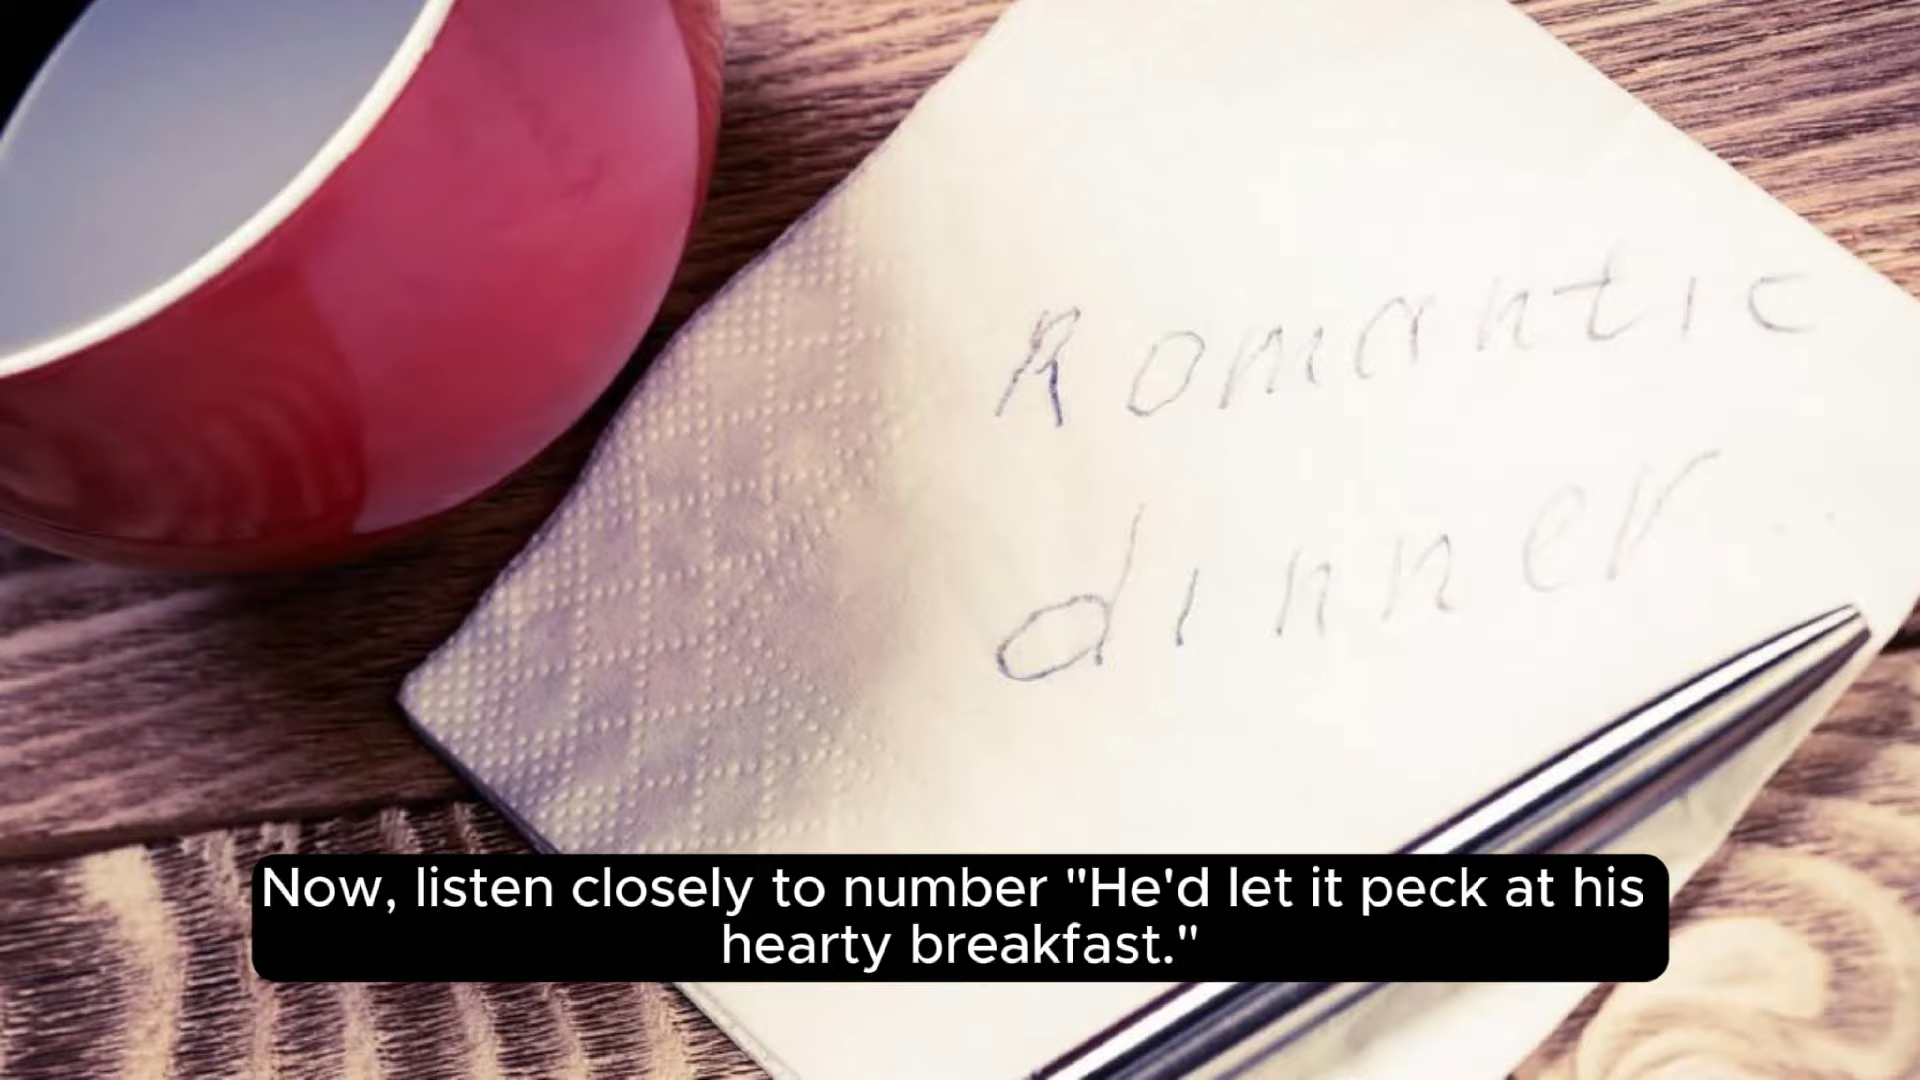 Romantic
dinner..
Now, listen closely to number "He'd let it peck at his
hearty breakfast."